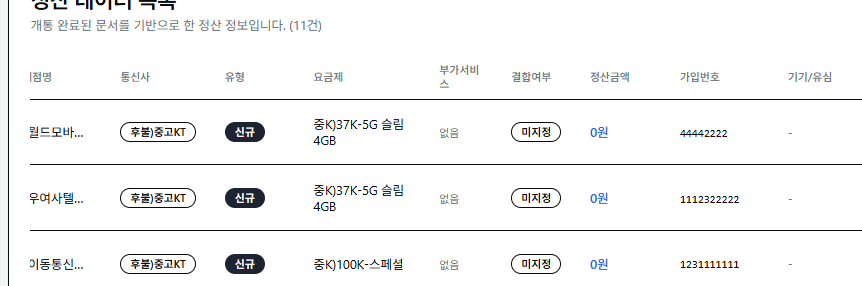 정산 데이터 목록
개통 완료된 문서를 기반으로 한 정산 정보입니다. (11건)
점명 통신사 유형 요금제 부가서비스 결합여부 정산금액 가입번호 기기/유심
월드모바... 후불)중고KT 신규 중K)37K-5G 슬림 4GB 없음 미지정 0원 44442222 -
우여사텔... 후불)중고KT 신규 중K)37K-5G 슬림 4GB 없음 미지정 0원 1112322222 -
이동통신... 후불)중고KT 신규 중K)100K-스페셜 없음 미지정 0원 1231111111 -